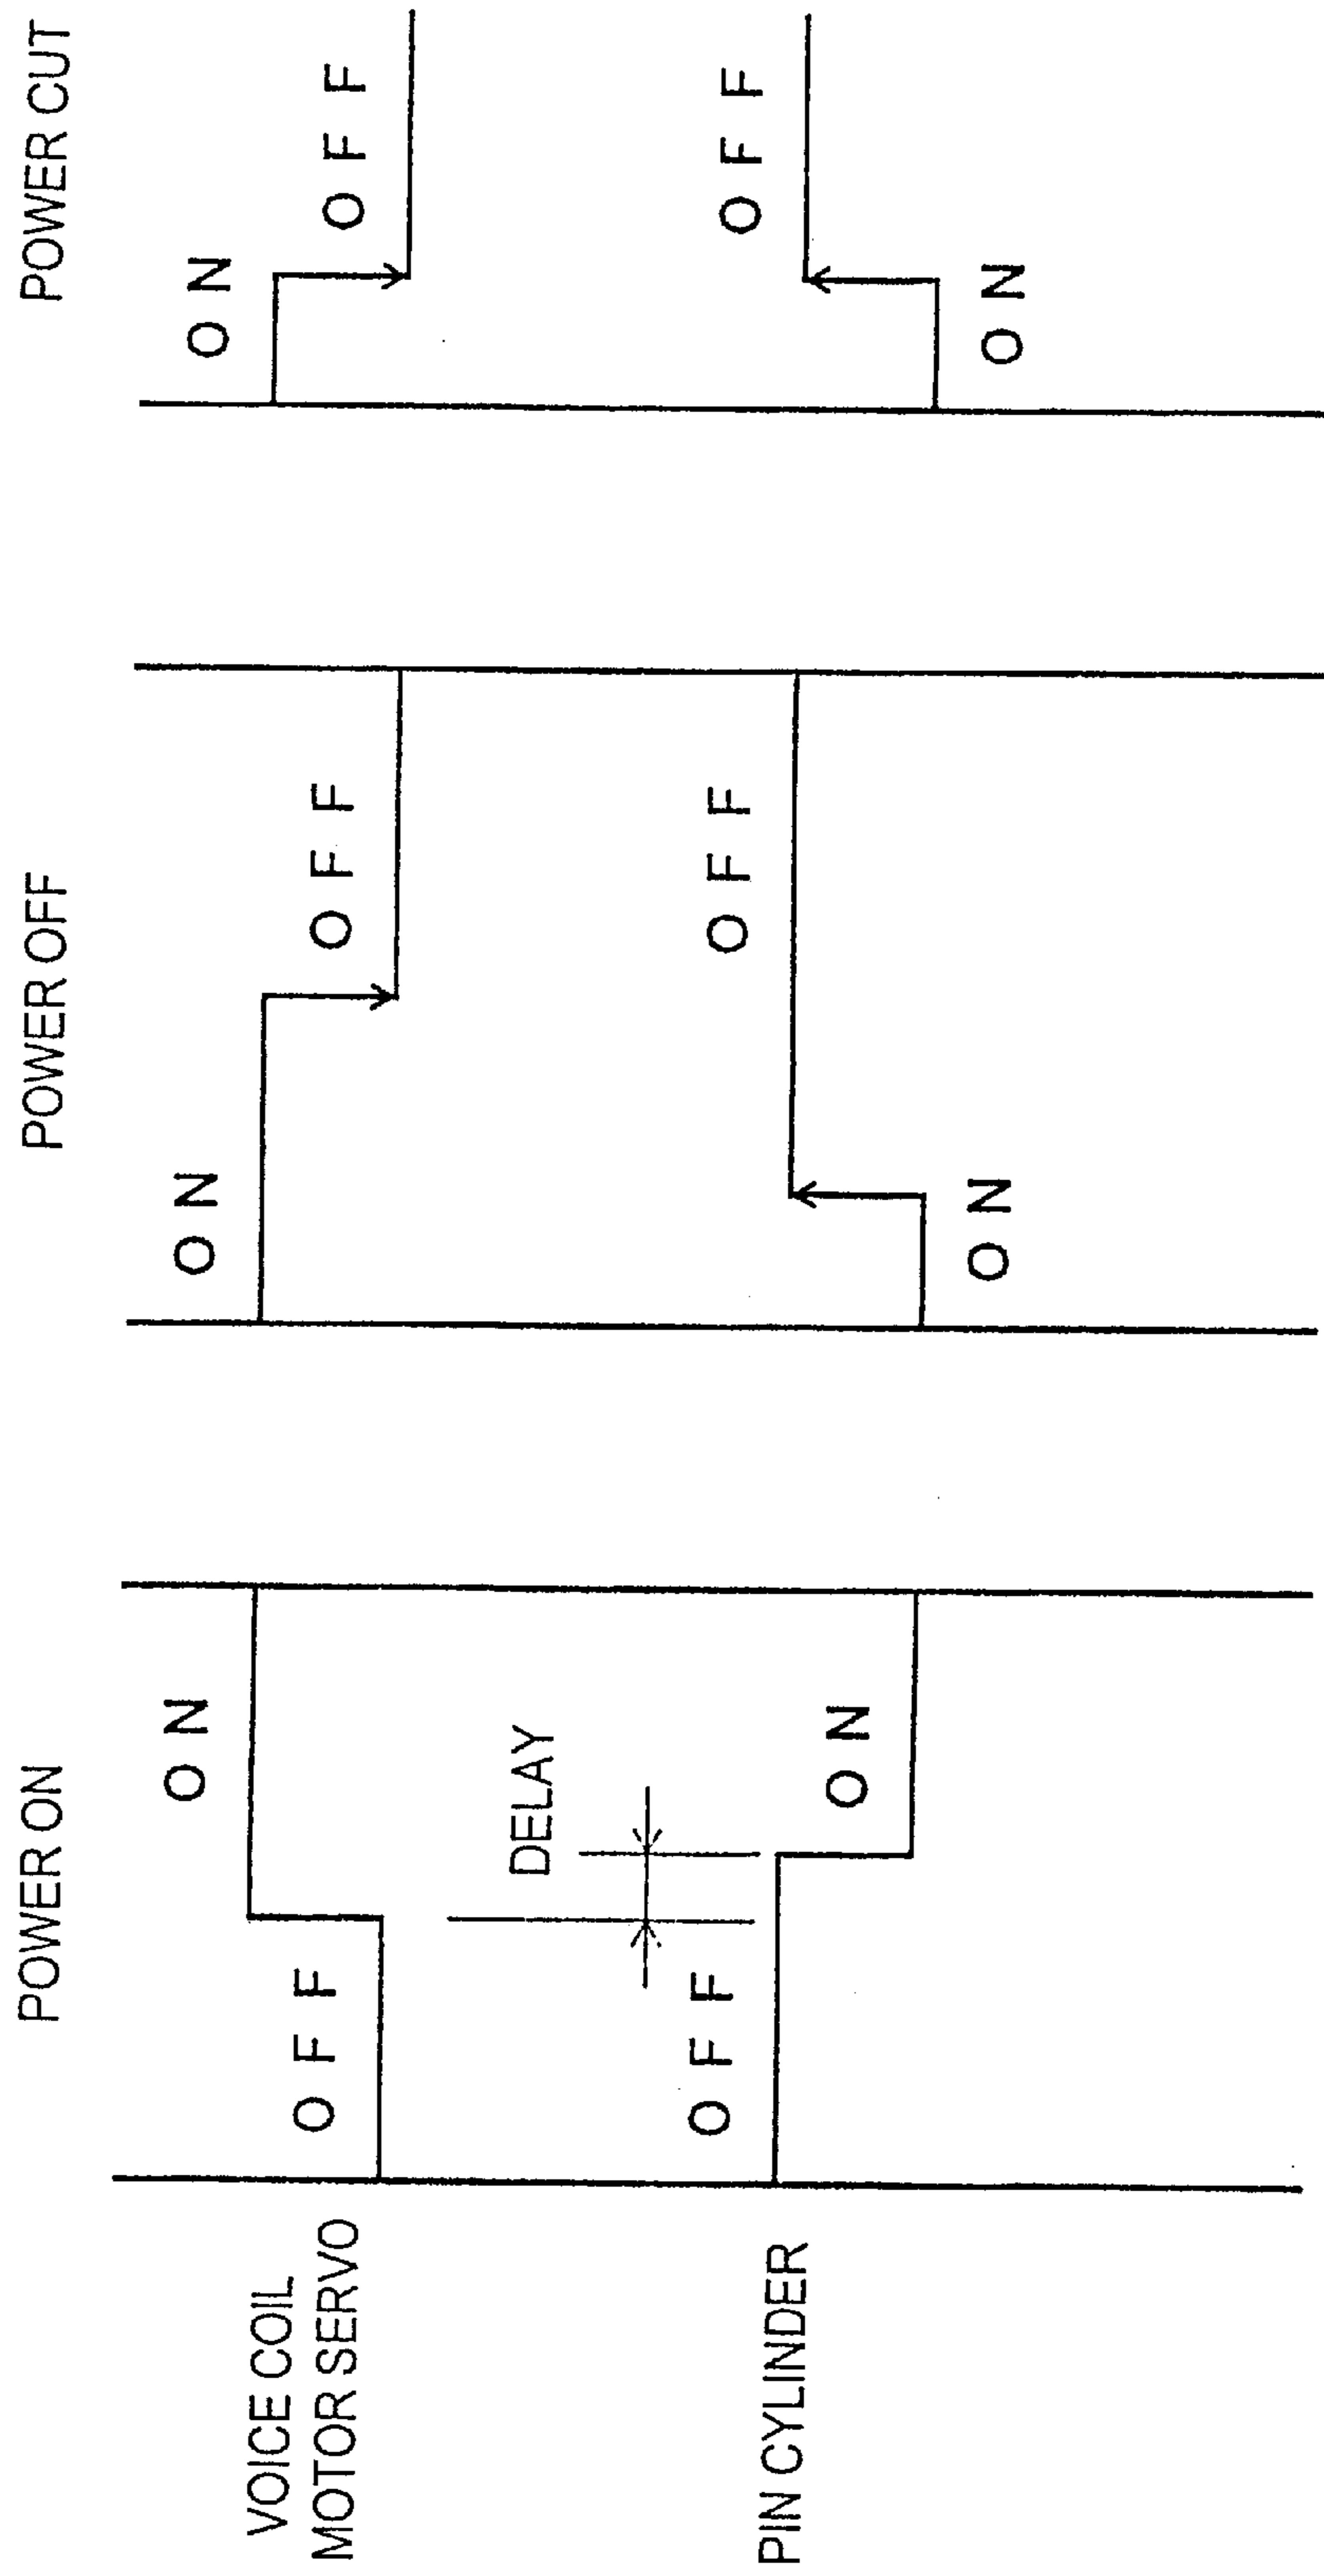 POWER ON
POWER OFF
POWER CUT
VOICE COIL
MOTOR SERVO
OFF
ON
ON
OFF
ON
OFF
DELAY
PIN CYLINDER
OFF
ON
ON
OFF
ON
OFF